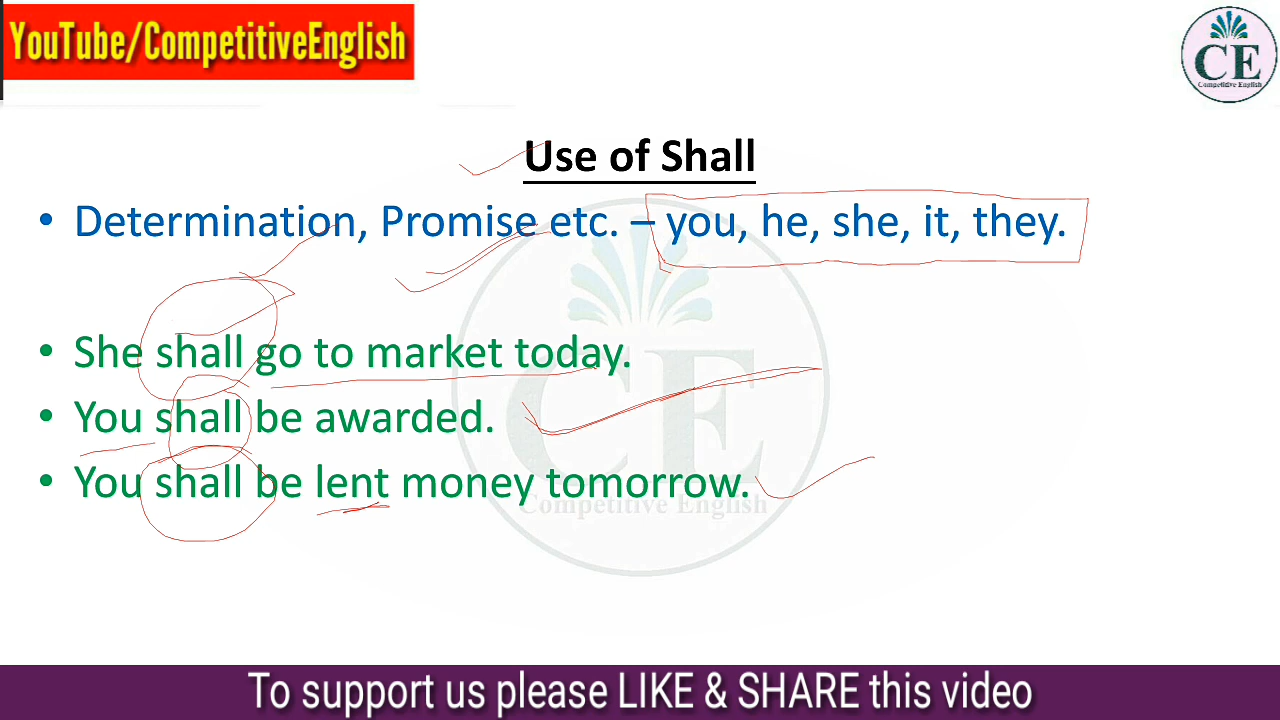 YouTube/CompetitiveEnglish
CE
Competitive English
Use of Shall
• Determination, Promise etc. – you, he, she, it, they.
• She shall go to market today.
• You shall be awarded.
• You shall be lent money tomorrow.
CE
Competitive English
To support us please LIKE & SHARE this video